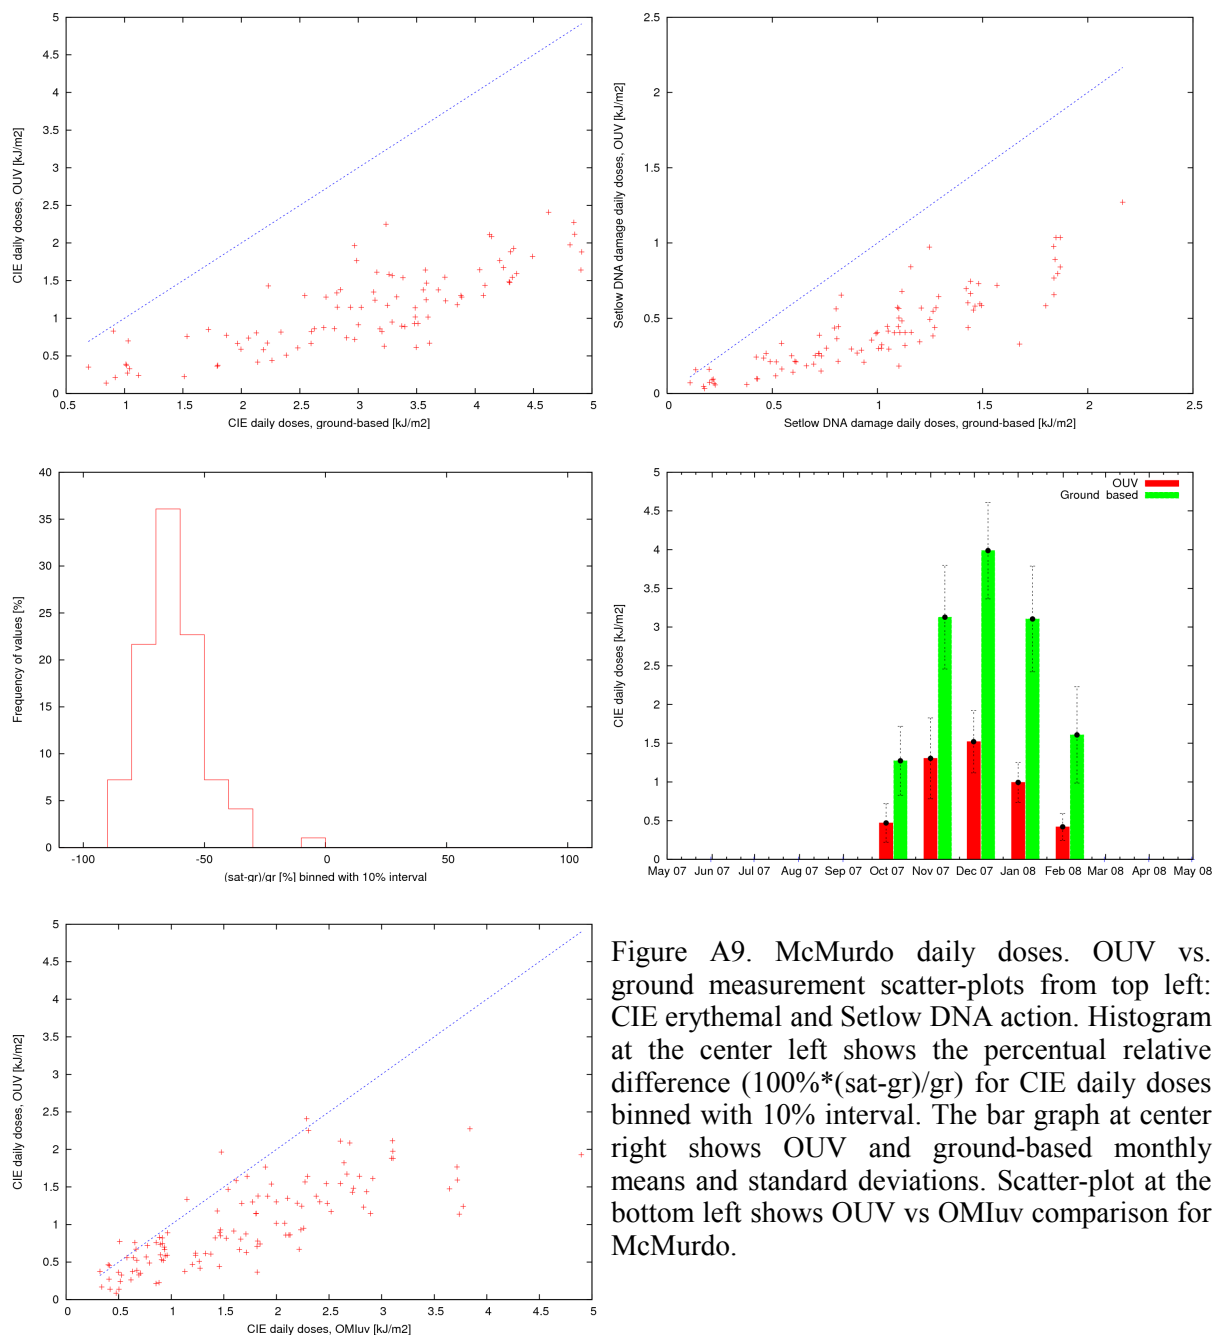 5
4.5
4
3.5
3
2.5
2
1.5
1
0.5
0
CIE daily doses, OUV [kJ/m2]
0.5 1 1.5 2 2.5 3 3.5 4 4.5 5
CIE daily doses, ground-based [kJ/m2]
2.5
2
1.5
1
0.5
0
Setlow DNA damage daily doses, OUV [kJ/m2]
0 0.5 1 1.5 2 2.5
Setlow DNA damage daily doses, ground-based [kJ/m2]
40
35
30
25
20
15
10
5
0
Frequency of values [%]
-100 -50 0 50 100
(sat-gr)/gr [%] binned with 10% interval
5
4.5
4
3.5
3
2.5
2
1.5
1
0.5
0
CIE daily doses [kJ/m2]
OUV
Ground based
May 07 Jun 07 Jul 07 Aug 07 Sep 07 Oct 07 Nov 07 Dec 07 Jan 08 Feb 08 Mar 08 Apr 08 May 08
5
4.5
4
3.5
3
2.5
2
1.5
1
0.5
0
CIE daily doses, OUV [kJ/m2]
0 0.5 1 1.5 2 2.5 3 3.5 4 4.5 5
CIE daily doses, OMIuv [kJ/m2]
Figure A9. McMurdo daily doses. OUV vs.
ground measurement scatter-plots from top left:
CIE erythemal and Setlow DNA action. Histogram
at the center left shows the percentual relative
difference (100%*(sat-gr)/gr) for CIE daily doses
binned with 10% interval. The bar graph at center
right shows OUV and ground-based monthly
means and standard deviations. Scatter-plot at the
bottom left shows OUV vs OMIuv comparison for
McMurdo.